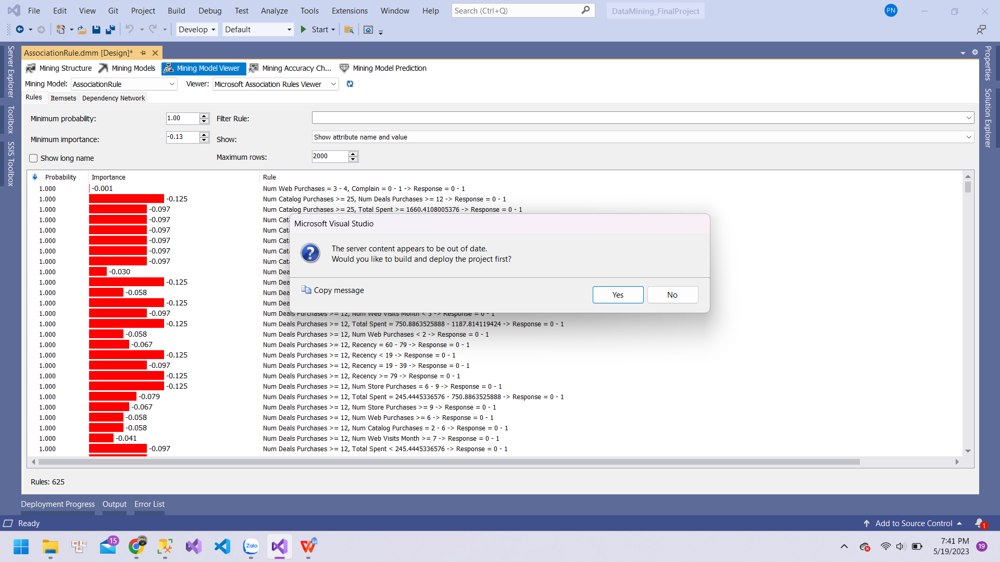 File Edit View Git Project Build Debug Test Analyze Tools Extensions Window Help Search (Ctrl+Q) DataMining_FinalProject PN
Develop Default Start
AssociationRule.dmm [Design]*
Mining Structure Mining Models Mining Model Viewer Mining Accuracy Ch... Mining Model Prediction
Mining Model: AssociationRule Viewer: Microsoft Association Rules Viewer
Rules Itemsets Dependency Network
Minimum probability: 1.00 Filter Rule:
Minimum importance: -0.13 Show: Show attribute name and value
Show long name Maximum rows: 2000
Probability Importance Rule
1.000 -0.001 Num Web Purchases = 3 - 4, Complain = 0 - 1 -> Response = 0 - 1
1.000 -0.125 Num Catalog Purchases >= 25, Num Deals Purchases >= 12 -> Response = 0 - 1
1.000 -0.097 Num Catalog Purchases >= 25, Total Spent >= 1660.4108005376 -> Response = 0 - 1
1.000 -0.097 Num Cat
1.000 -0.097 Num Cat
1.000 -0.097 Num Cat
1.000 -0.097 Num Cat
1.000 -0.097 Num Cat
1.000 -0.030 Num Dea
1.000 -0.125 Num Dea
1.000 -0.058 Num Dea
1.000 -0.125 Num Dea
1.000 -0.097 Num Deals Purchases >= 12, Num Web Visits Month < 3 -> Response = 0 - 1
1.000 -0.125 Num Deals Purchases >= 12, Total Spent = 750.8863525888 - 1187.814119424 -> Response = 0 - 1
1.000 -0.058 Num Deals Purchases >= 12, Num Web Purchases < 2 -> Response = 0 - 1
1.000 -0.067 Num Deals Purchases >= 12, Recency = 60 - 79 -> Response = 0 - 1
1.000 -0.125 Num Deals Purchases >= 12, Recency < 19 -> Response = 0 - 1
1.000 -0.097 Num Deals Purchases >= 12, Recency = 19 - 39 -> Response = 0 - 1
1.000 -0.125 Num Deals Purchases >= 12, Recency >= 79 -> Response = 0 - 1
1.000 -0.125 Num Deals Purchases >= 12, Num Store Purchases = 6 - 9 -> Response = 0 - 1
1.000 -0.079 Num Deals Purchases >= 12, Total Spent = 245.4445336576 - 750.8863525888 -> Response = 0 - 1
1.000 -0.067 Num Deals Purchases >= 12, Num Store Purchases >= 9 -> Response = 0 - 1
1.000 -0.058 Num Deals Purchases >= 12, Num Web Purchases >= 6 -> Response = 0 - 1
1.000 -0.058 Num Deals Purchases >= 12, Num Catalog Purchases = 2 - 6 -> Response = 0 - 1
1.000 -0.041 Num Deals Purchases >= 12, Num Web Visits Month >= 7 -> Response = 0 - 1
1.000 -0.097 Num Deals Purchases >= 12, Total Spent < 245.4445336576 -> Response = 0 - 1
Microsoft Visual Studio
The server content appears to be out of date.
Would you like to build and deploy the project first?
Copy message Yes No
Rules: 625
Server Explorer
Toolbox
SSIS Toolbox
Properties
Solution Explorer
Deployment Progress Output Error List
Ready Add to Source Control 1
15 Zalo 7:41 PM
5/19/2023 19